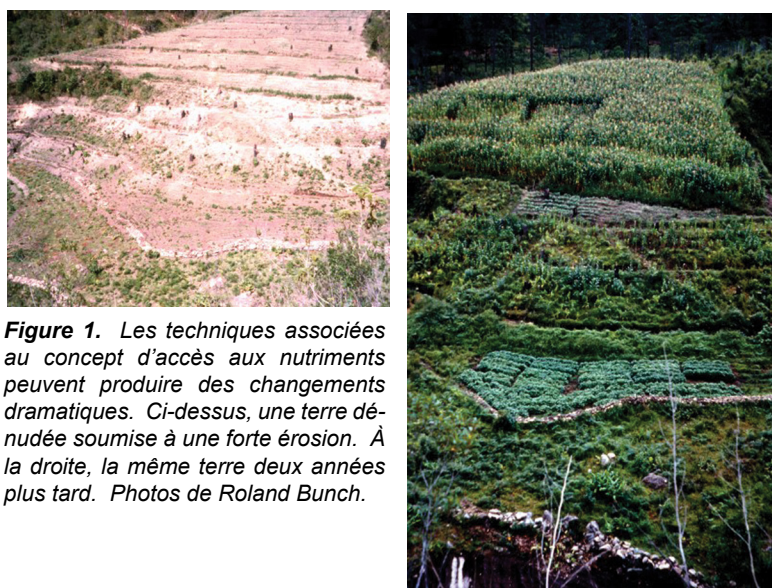 Figure 1. Les techniques associées
au concept d'accès aux nutriments
peuvent produire des changements
dramatiques. Ci-dessus, une terre dé-
nudée soumise à une forte érosion. À
la droite, la même terre deux années
plus tard. Photos de Roland Bunch.